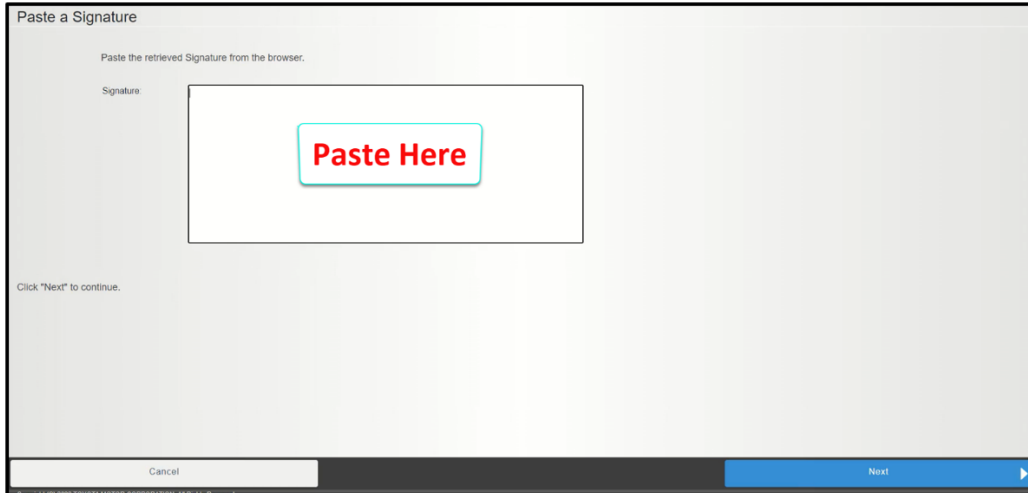 Paste a Signature
Paste the retrieved Signature from the browser.
Signature:
Paste Here
Click "Next" to continue.
Cancel
Next